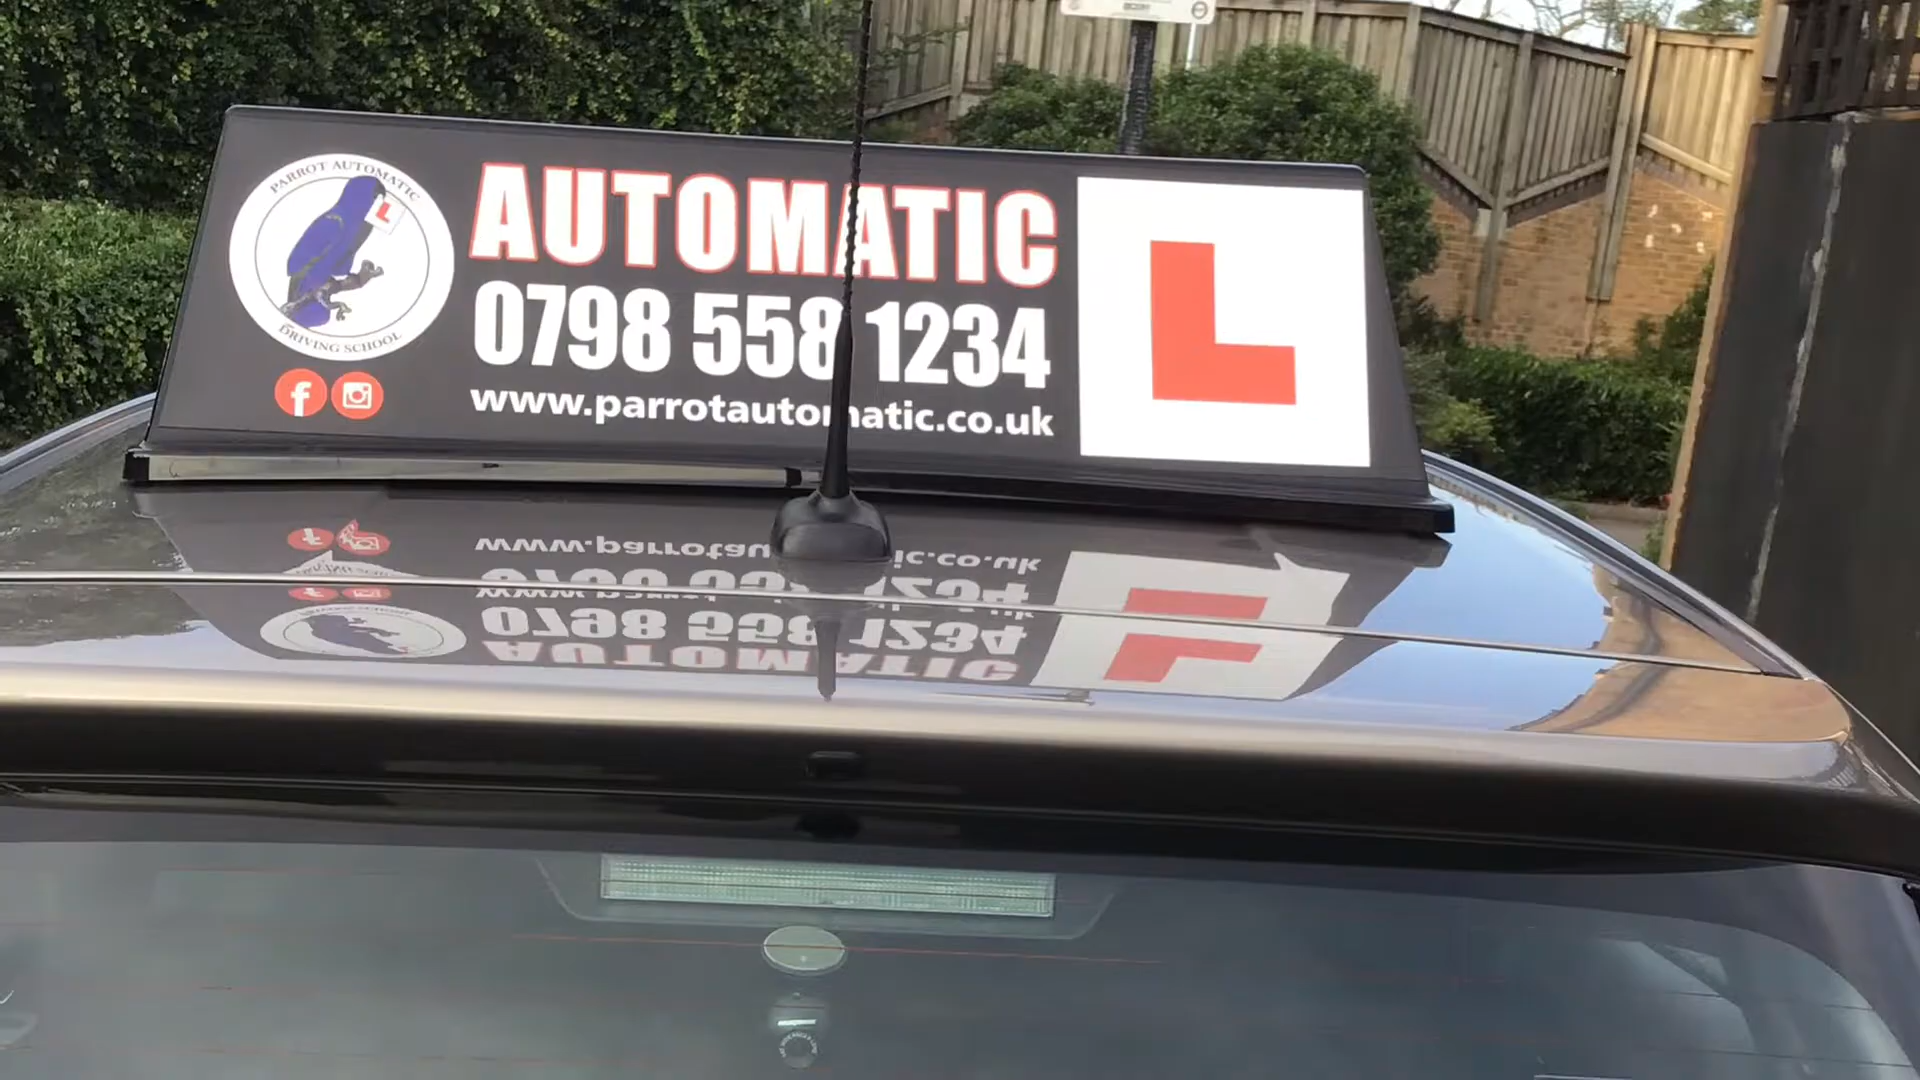 PARROT AUTOMATIC
DRIVING SCHOOL
L
AUTOMATIC
0798 558 1234
www.parrotautomatic.co.uk
L